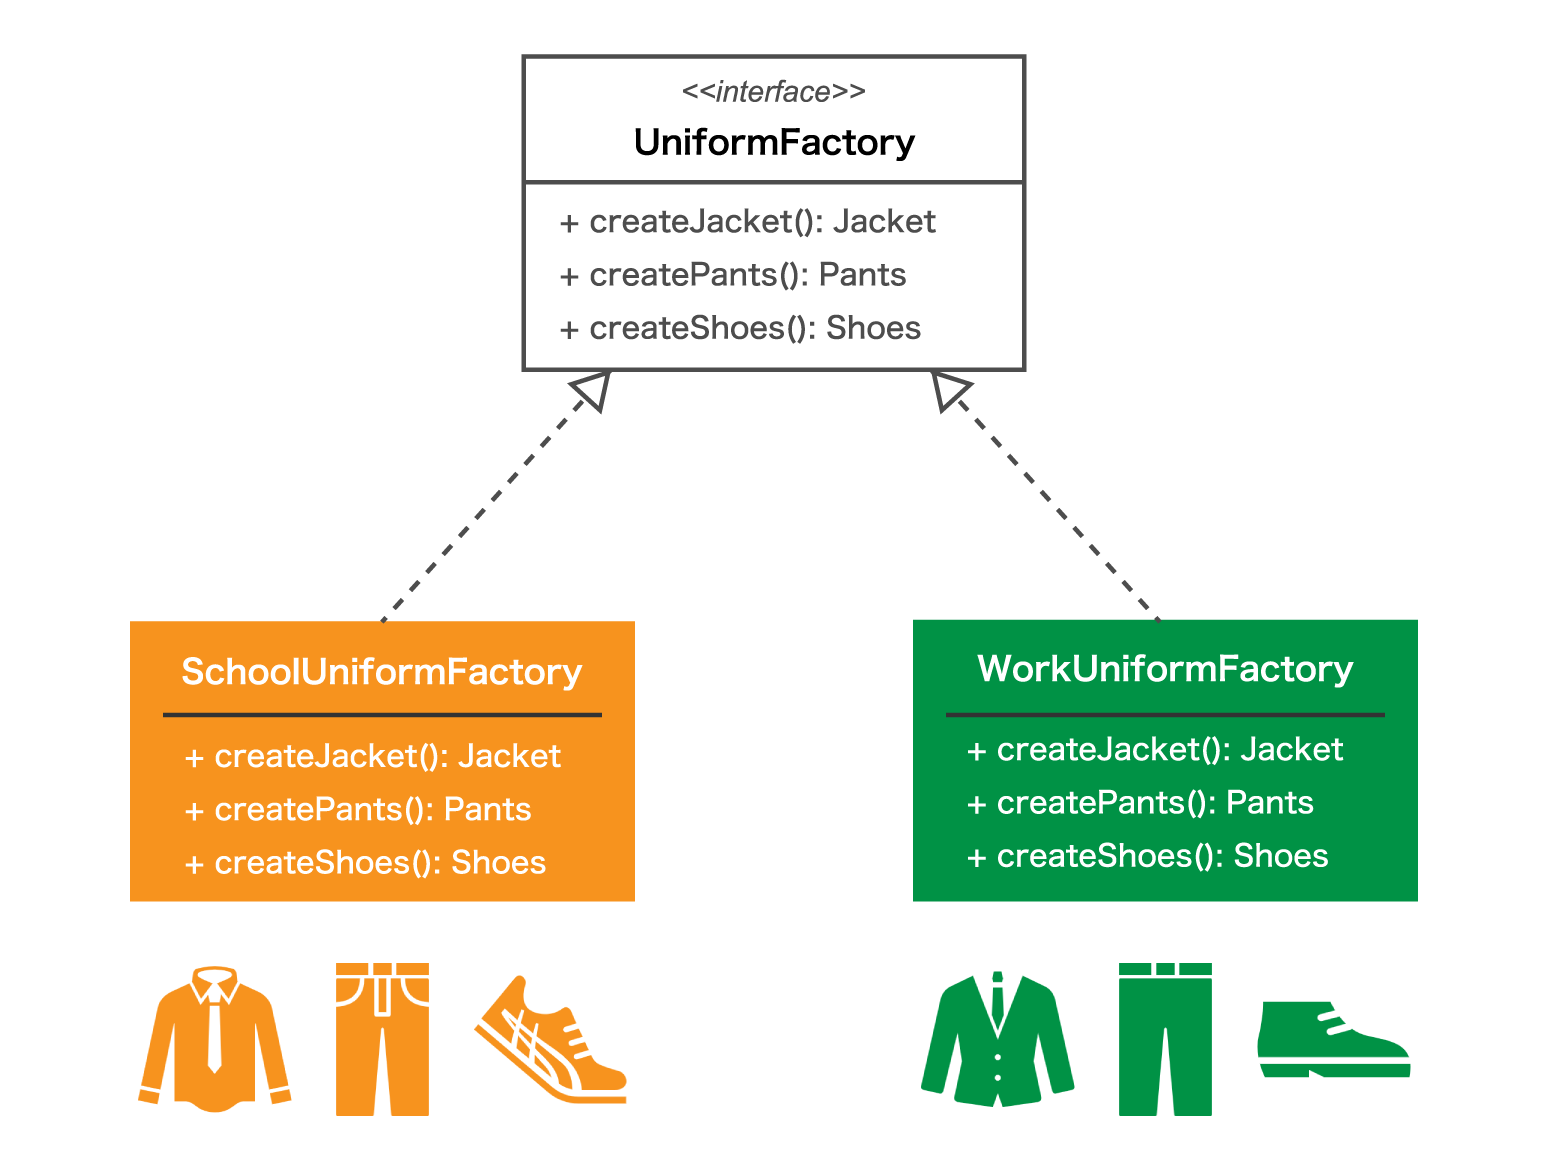 <<interface>>
UniformFactory
+ createJacket(): Jacket
+ createPants(): Pants
+ createShoes(): Shoes
SchoolUniformFactory
+ createJacket(): Jacket
+ createPants(): Pants
+ createShoes(): Shoes
WorkUniformFactory
+ createJacket(): Jacket
+ createPants(): Pants
+ createShoes(): Shoes